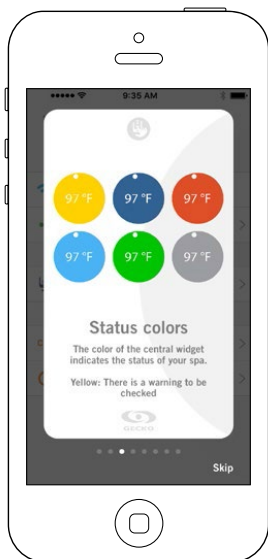 9:35 AM
97 °F 97 °F 97 °F
97 °F 97 °F 97 °F
Status colors
The color of the central widget
indicates the status of your spa.
Yellow: There is a warning to be
checked
GECKO
Skip